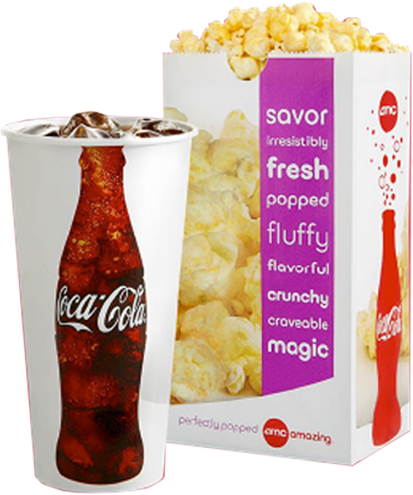 savor
irresistibly
fresh
popped
fluffy
flavorful
crunchy
craveable
magic
perfectly popped amc amazing.
amc
Coca-Cola
Coca-Cola